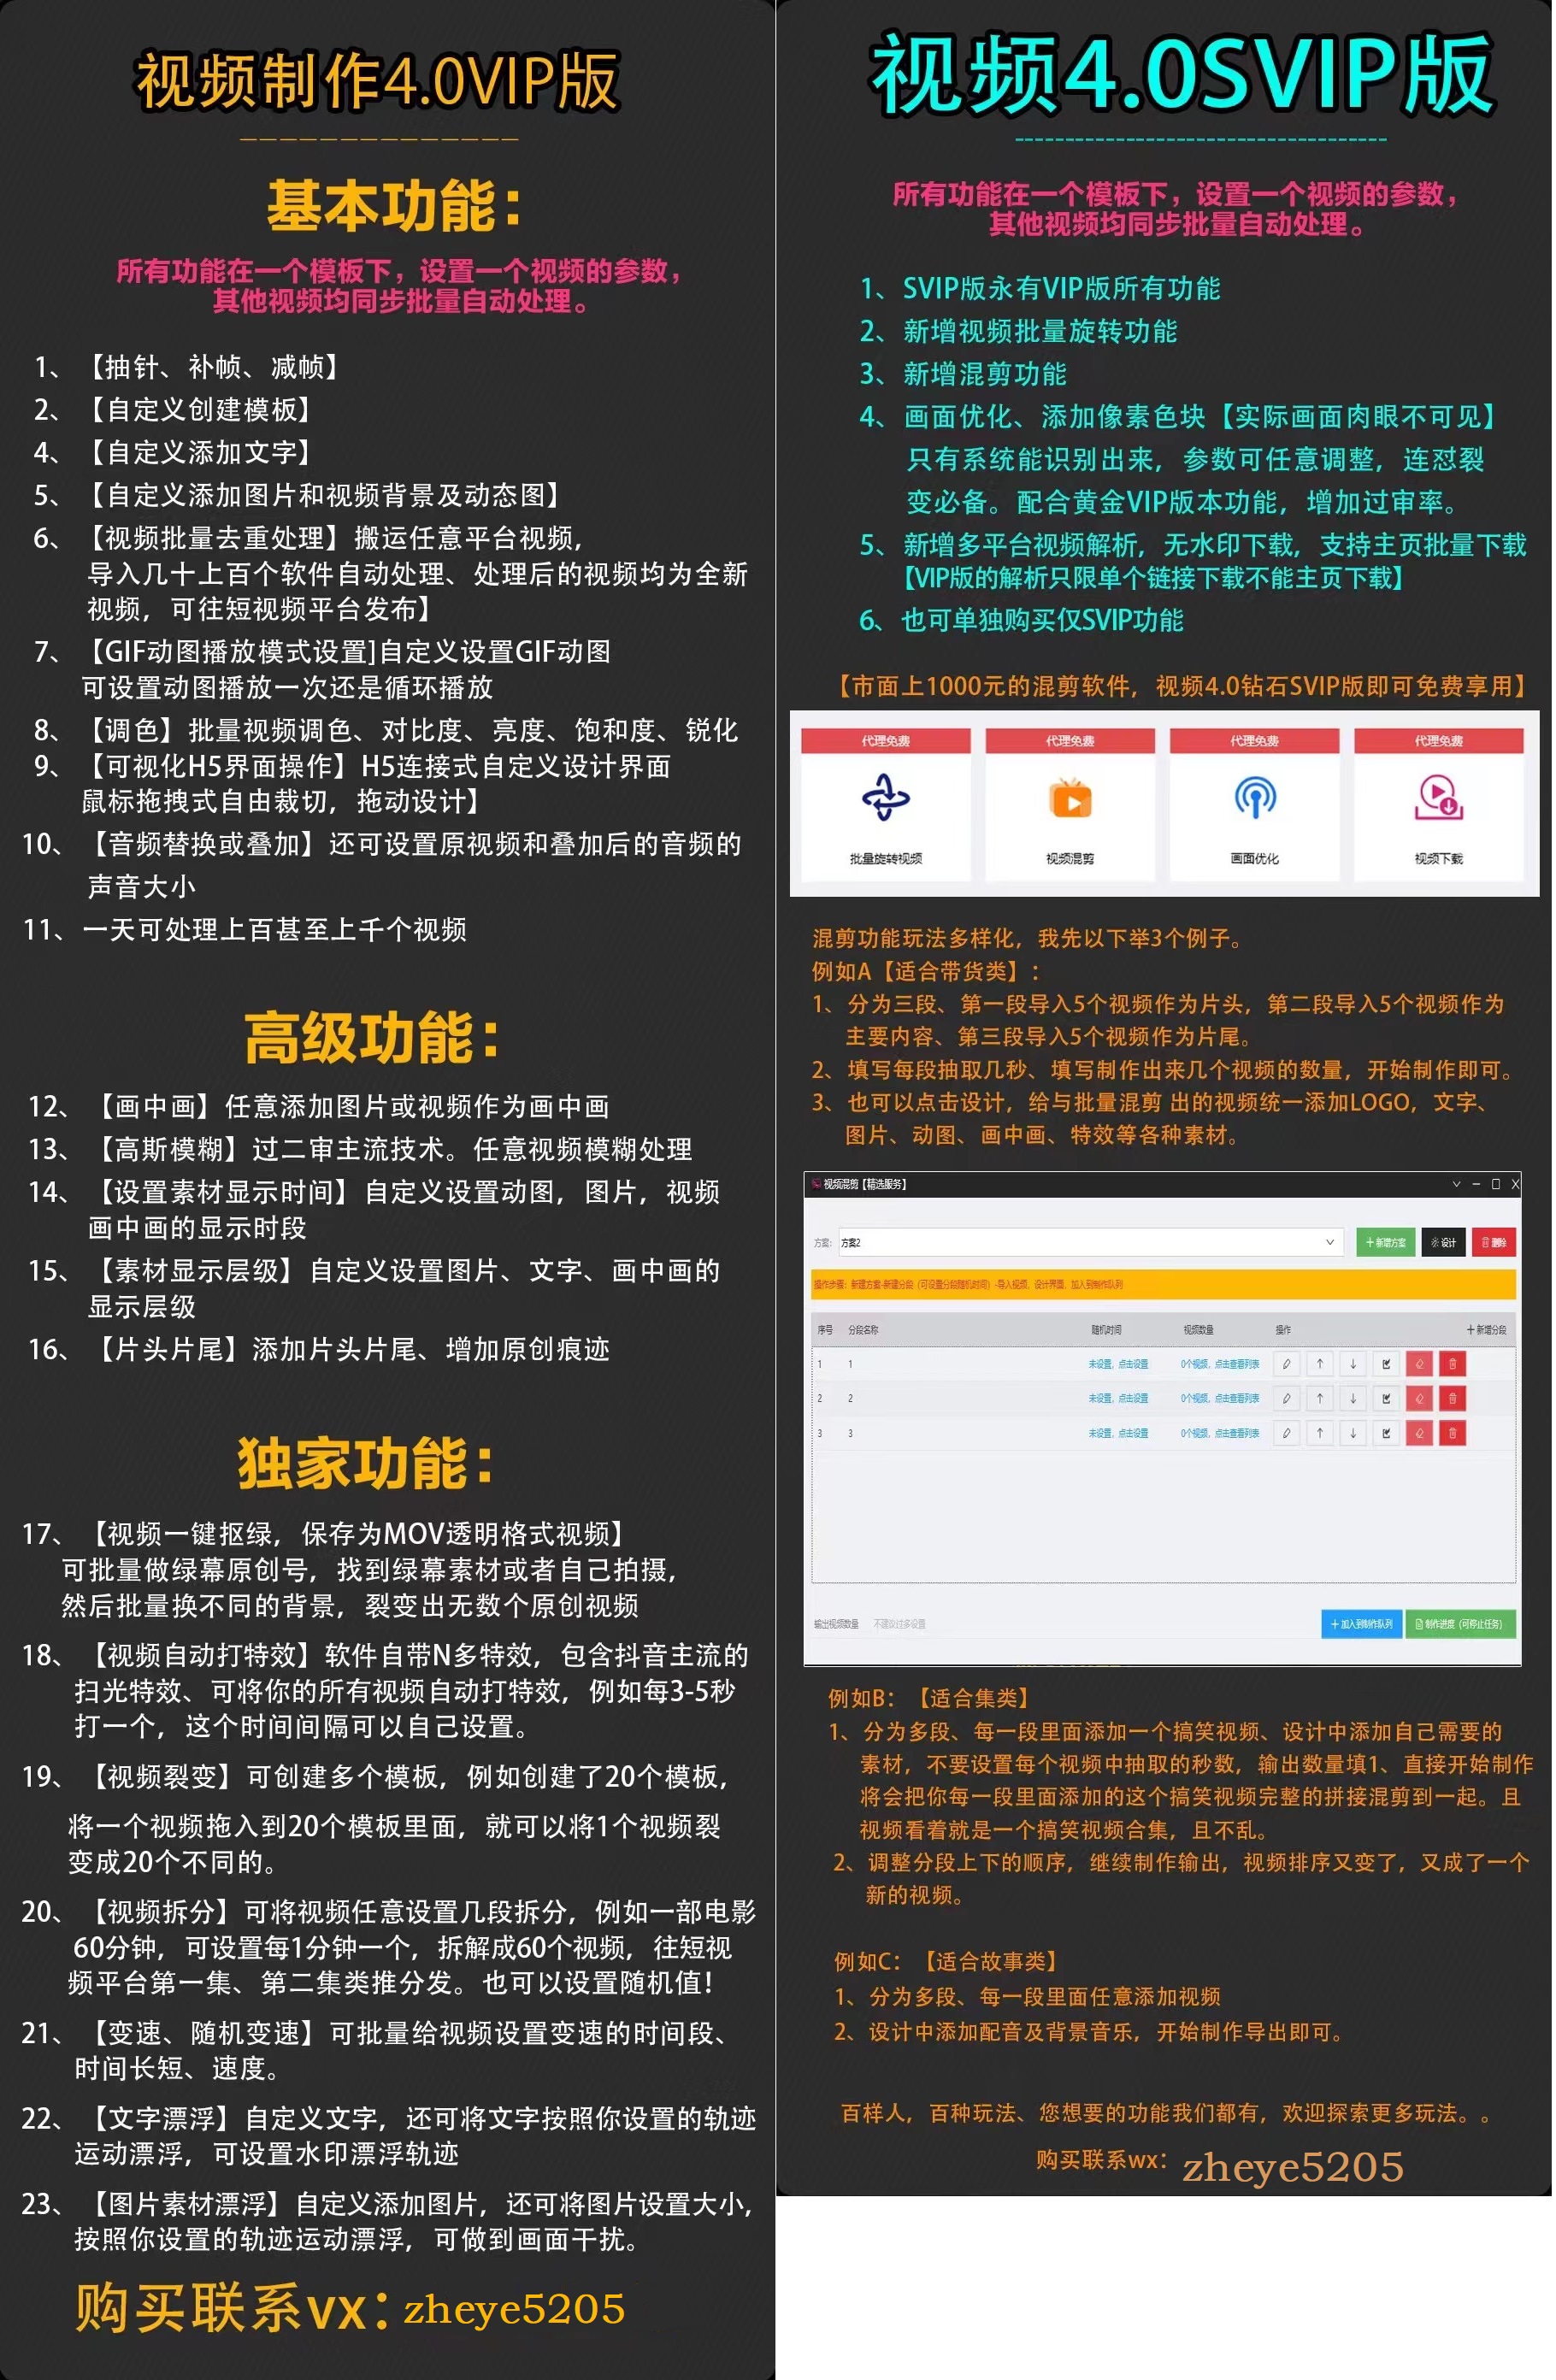 视频制作4.0VIP版
基本功能：
所有功能在一个模板下，设置一个视频的参数，
其他视频均同步批量自动处理。
1、【抽针、补帧、减帧】
2、【自定义创建模板】
4、【自定义添加文字】
5、【自定义添加图片和视频背景及动态图】
6、【视频批量去重处理】搬运任意平台视频，
导入几十上百个软件自动处理、处理后的视频均为全新
视频，可往短视频平台发布】
7、【GIF动图播放模式设置]自定义设置GIF动图
可设置动图播放一次还是循环播放
8、【调色】批量视频调色、对比度、亮度、饱和度、锐化
9、【可视化H5界面操作】H5连接式自定义设计界面
鼠标拖拽式自由裁切，拖动设计】
10、【音频替换或叠加】还可设置原视频和叠加后的音频的
声音大小
11、一天可处理上百甚至上千个视频
高级功能：
12、【画中画】任意添加图片或视频作为画中画
13、【高斯模糊】过二审主流技术。任意视频模糊处理
14、【设置素材显示时间】自定义设置动图，图片，视频
画中画的显示时段
15、【素材显示层级】自定义设置图片、文字、画中画的
显示层级
16、【片头片尾】添加片头片尾、增加原创痕迹
独家功能：
17、【视频一键抠绿，保存为MOV透明格式视频】
可批量做绿幕原创号，找到绿幕素材或者自己拍摄，
然后批量换不同的背景，裂变出无数个原创视频
18、【视频自动打特效】软件自带N多特效，包含抖音主流的
扫光特效、可将你的所有视频自动打特效，例如每3-5秒
打一个，这个时间间隔可以自己设置。
19、【视频裂变】可创建多个模板，例如创建了20个模板，
将一个视频拖入到20个模板里面，就可以将1个视频裂
变成20个不同的。
20、【视频拆分】可将视频任意设置几段拆分，例如一部电影
60分钟，可设置每1分钟一个，拆解成60个视频，往短视
频平台第一集、第二集类推分发。也可以设置随机值！
21、【变速、随机变速】可批量给视频设置变速的时间段、
时间长短、速度。
22、【文字漂浮】自定义文字，还可将文字按照你设置的轨迹
运动漂浮，可设置水印漂浮轨迹
23、【图片素材漂浮】自定义添加图片，还可将图片设置大小，
按照你设置的轨迹运动漂浮，可做到画面干扰。
购买联系vx：zheye5205
视频4.0SVIP版
所有功能在一个模板下，设置一个视频的参数，
其他视频均同步批量自动处理。
1、SVIP版永有VIP版所有功能
2、新增视频批量旋转功能
3、新增混剪功能
4、画面优化、添加像素色块【实际画面肉眼不可见】
只有系统能识别出来，参数可任意调整，连怼裂
变必备。配合黄金VIP版本功能，增加过审率。
5、新增多平台视频解析，无水印下载，支持主页批量下载
【VIP版的解析只限单个链接下载不能主页下载】
6、也可单独购买仅SVIP功能
【市面上1000元的混剪软件，视频4.0钻石SVIP版即可免费享用】
代理免费 代理免费 代理免费 代理免费
批量旋转视频 视频混剪 画面优化 视频下载
混剪功能玩法多样化，我先以下举3个例子。
例如A【适合带货类】：
1、分为三段、第一段导入5个视频作为片头，第二段导入5个视频作为
主要内容、第三段导入5个视频作为片尾。
2、填写每段抽取几秒、填写制作出来几个视频的数量，开始制作即可。
3、也可以点击设计，给与批量混剪 出的视频统一添加LOGO，文字、
图片、动图、画中画、特效等各种素材。
视频混剪【精选服务】
方案： 方案2 十新增方案 设计 删除
操作步骤：新建方案-新建分段（可设置分段随机时间）-导入视频，设计界面，加入到制作队列
序号 分段名称 随机时间 视频数量 操作 十新增分段
1 1 未设置，点击设置 0个视频，点击查看列表
2 2 未设置，点击设置 0个视频，点击查看列表
3 3 未设置，点击设置 0个视频，点击查看列表
输出视频数量 不建议过多设置 十加入到制作队列 制作进度（可停止任务）
例如B：【适合集类】
1、分为多段、每一段里面添加一个搞笑视频、设计中添加自己需要的
素材，不要设置每个视频中抽取的秒数，输出数量填1、直接开始制作
将会把你每一段里面添加的这个搞笑视频完整的拼接混剪到一起。且
视频看着就是一个搞笑视频合集，且不乱。
2、调整分段上下的顺序，继续制作输出，视频排序又变了，又成了一个
新的视频。
例如C：【适合故事类】
1、分为多段、每一段里面任意添加视频
2、设计中添加配音及背景音乐，开始制作导出即可。
百样人，百种玩法、您想要的功能我们都有，欢迎探索更多玩法。。
购买联系wx：zheye5205